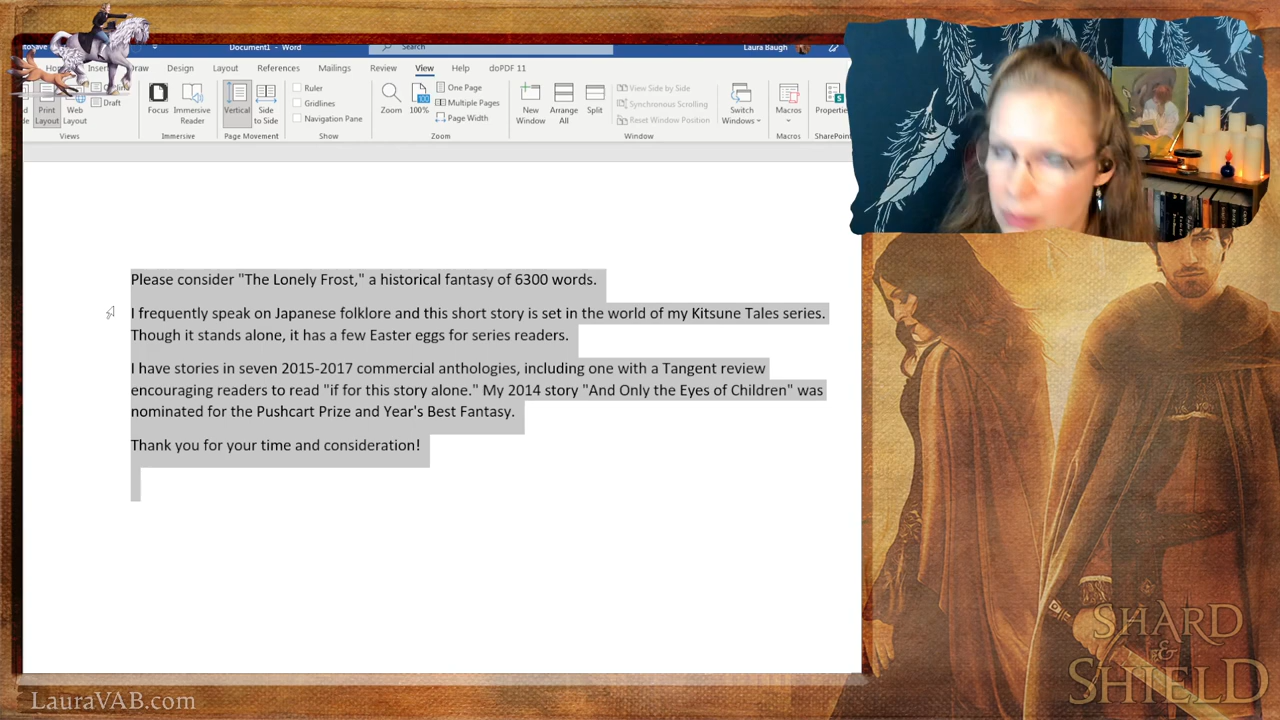 Document1 - Word
Search
Laura Baugh
Draw
Design
Layout
References
Mailings
Review
View
Help
doPDF 11
Print Layout
Web Layout
Draft
Views
Focus
Immersive Reader
Immersive
Vertical
Side to Side
Page Movement
Ruler
Gridlines
Navigation Pane
Show
Zoom
100%
One Page
Multiple Pages
Page Width
Zoom
New Window
Arrange All
Split
View Side by Side
Synchronous Scrolling
Reset Window Position
Switch Windows
Window
Macros
Macros
Properties
SharePoint
Please consider "The Lonely Frost," a historical fantasy of 6300 words.
I frequently speak on Japanese folklore and this short story is set in the world of my Kitsune Tales series.
Though it stands alone, it has a few Easter eggs for series readers.
I have stories in seven 2015-2017 commercial anthologies, including one with a Tangent review
encouraging readers to read "if for this story alone." My 2014 story "And Only the Eyes of Children" was
nominated for the Pushcart Prize and Year's Best Fantasy.
Thank you for your time and consideration!
SHARD
&
SHIELD
LauraVAB.com